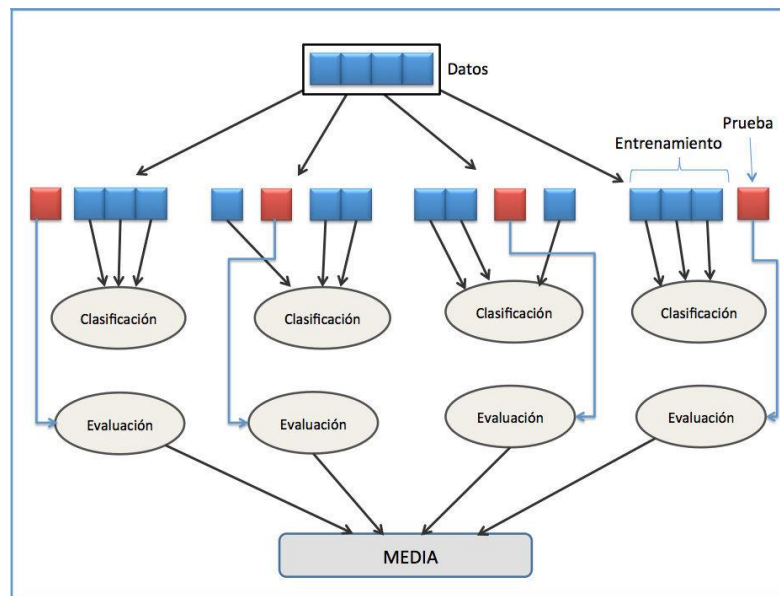 Datos
Prueba
Entrenamiento
Clasificación
Clasificación
Clasificación
Clasificación
Evaluación
Evaluación
Evaluación
Evaluación
MEDIA